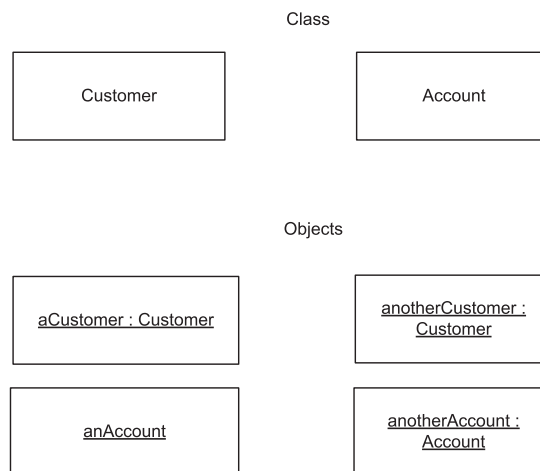 Class
Customer
Account
Objects
aCustomer : Customer
anotherCustomer :
Customer
anAccount
anotherAccount :
Account